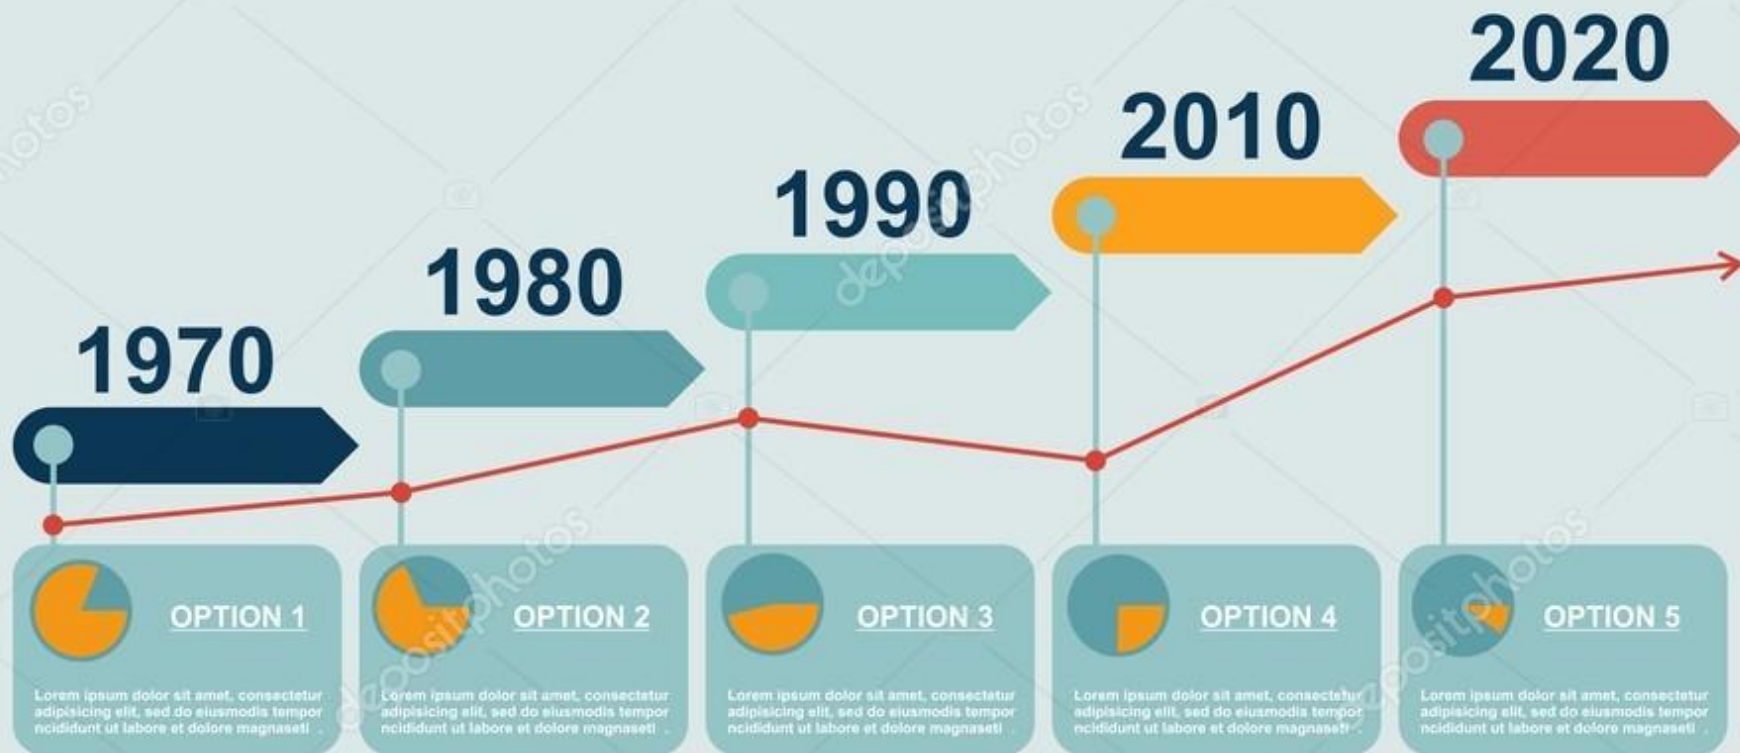 2020
2010
1990
1980
1970
OPTION 1
OPTION 2
OPTION 3
OPTION 4
OPTION 5
Lorem ipsum dolor sit amet, consectetur
adipisicing elit, sed do eiusmodis tempor
ncididunt ut labore et dolore magnaseti .
Lorem ipsum dolor sit amet, consectetur
adipisicing elit, sed do eiusmodis tempor
ncididunt ut labore et dolore magnaseti .
Lorem ipsum dolor sit amet, consectetur
adipisicing elit, sed do eiusmodis tempor
ncididunt ut labore et dolore magnaseti .
Lorem ipsum dolor sit amet, consectetur
adipisicing elit, sed do eiusmodis tempor
ncididunt ut labore et dolore magnaseti .
Lorem ipsum dolor sit amet, consectetur
adipisicing elit, sed do eiusmodis tempor
ncididunt ut labore et dolore magnaseti .
hotos
depositphotos
depositphotos
depositphotos